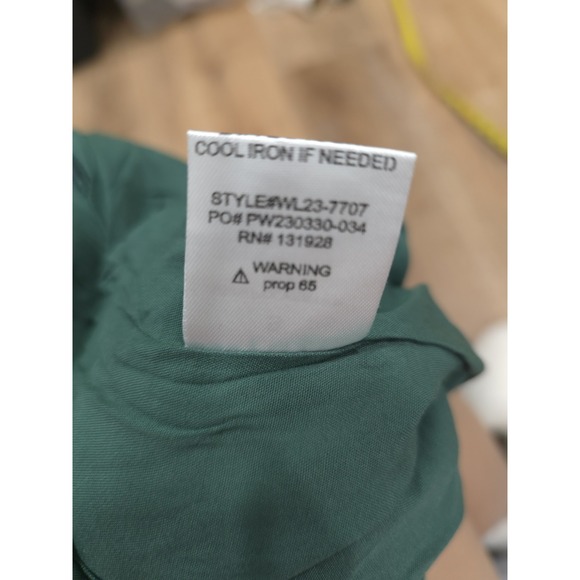 COOL IRON IF NEEDED
STYLE#WL23-7707
PO# PW230330-034
RN# 131928
WARNING
prop 65